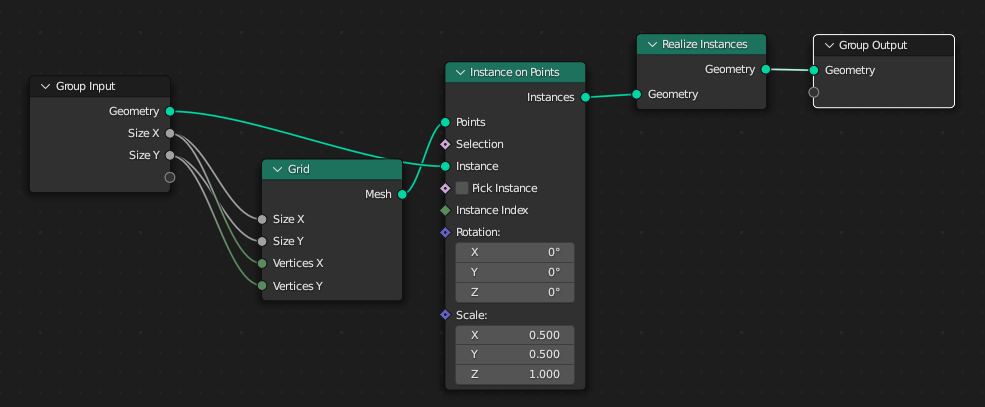 Group Input
Geometry
Size X
Size Y
Grid
Mesh
Size X
Size Y
Vertices X
Vertices Y
Instance on Points
Instances
Points
Selection
Instance
Pick Instance
Instance Index
Rotation:
X 0°
Y 0°
Z 0°
Scale:
X 0.500
Y 0.500
Z 1.000
Realize Instances
Geometry
Geometry
Group Output
Geometry